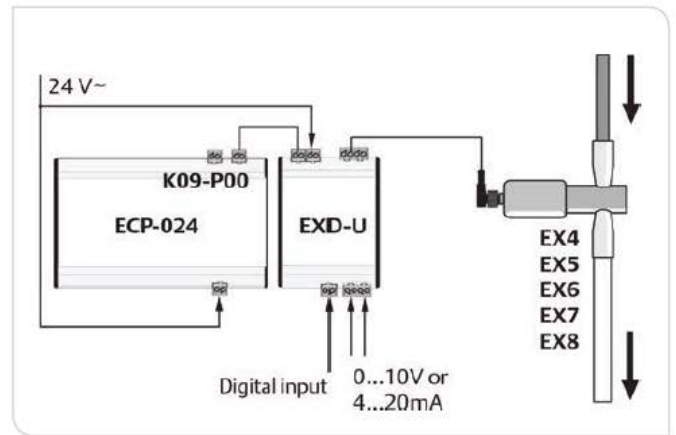 24 V~
K09-P00
ECP-024
EXD-U
EX4
EX5
EX6
EX7
EX8
Digital input
0...10V or
4...20mA